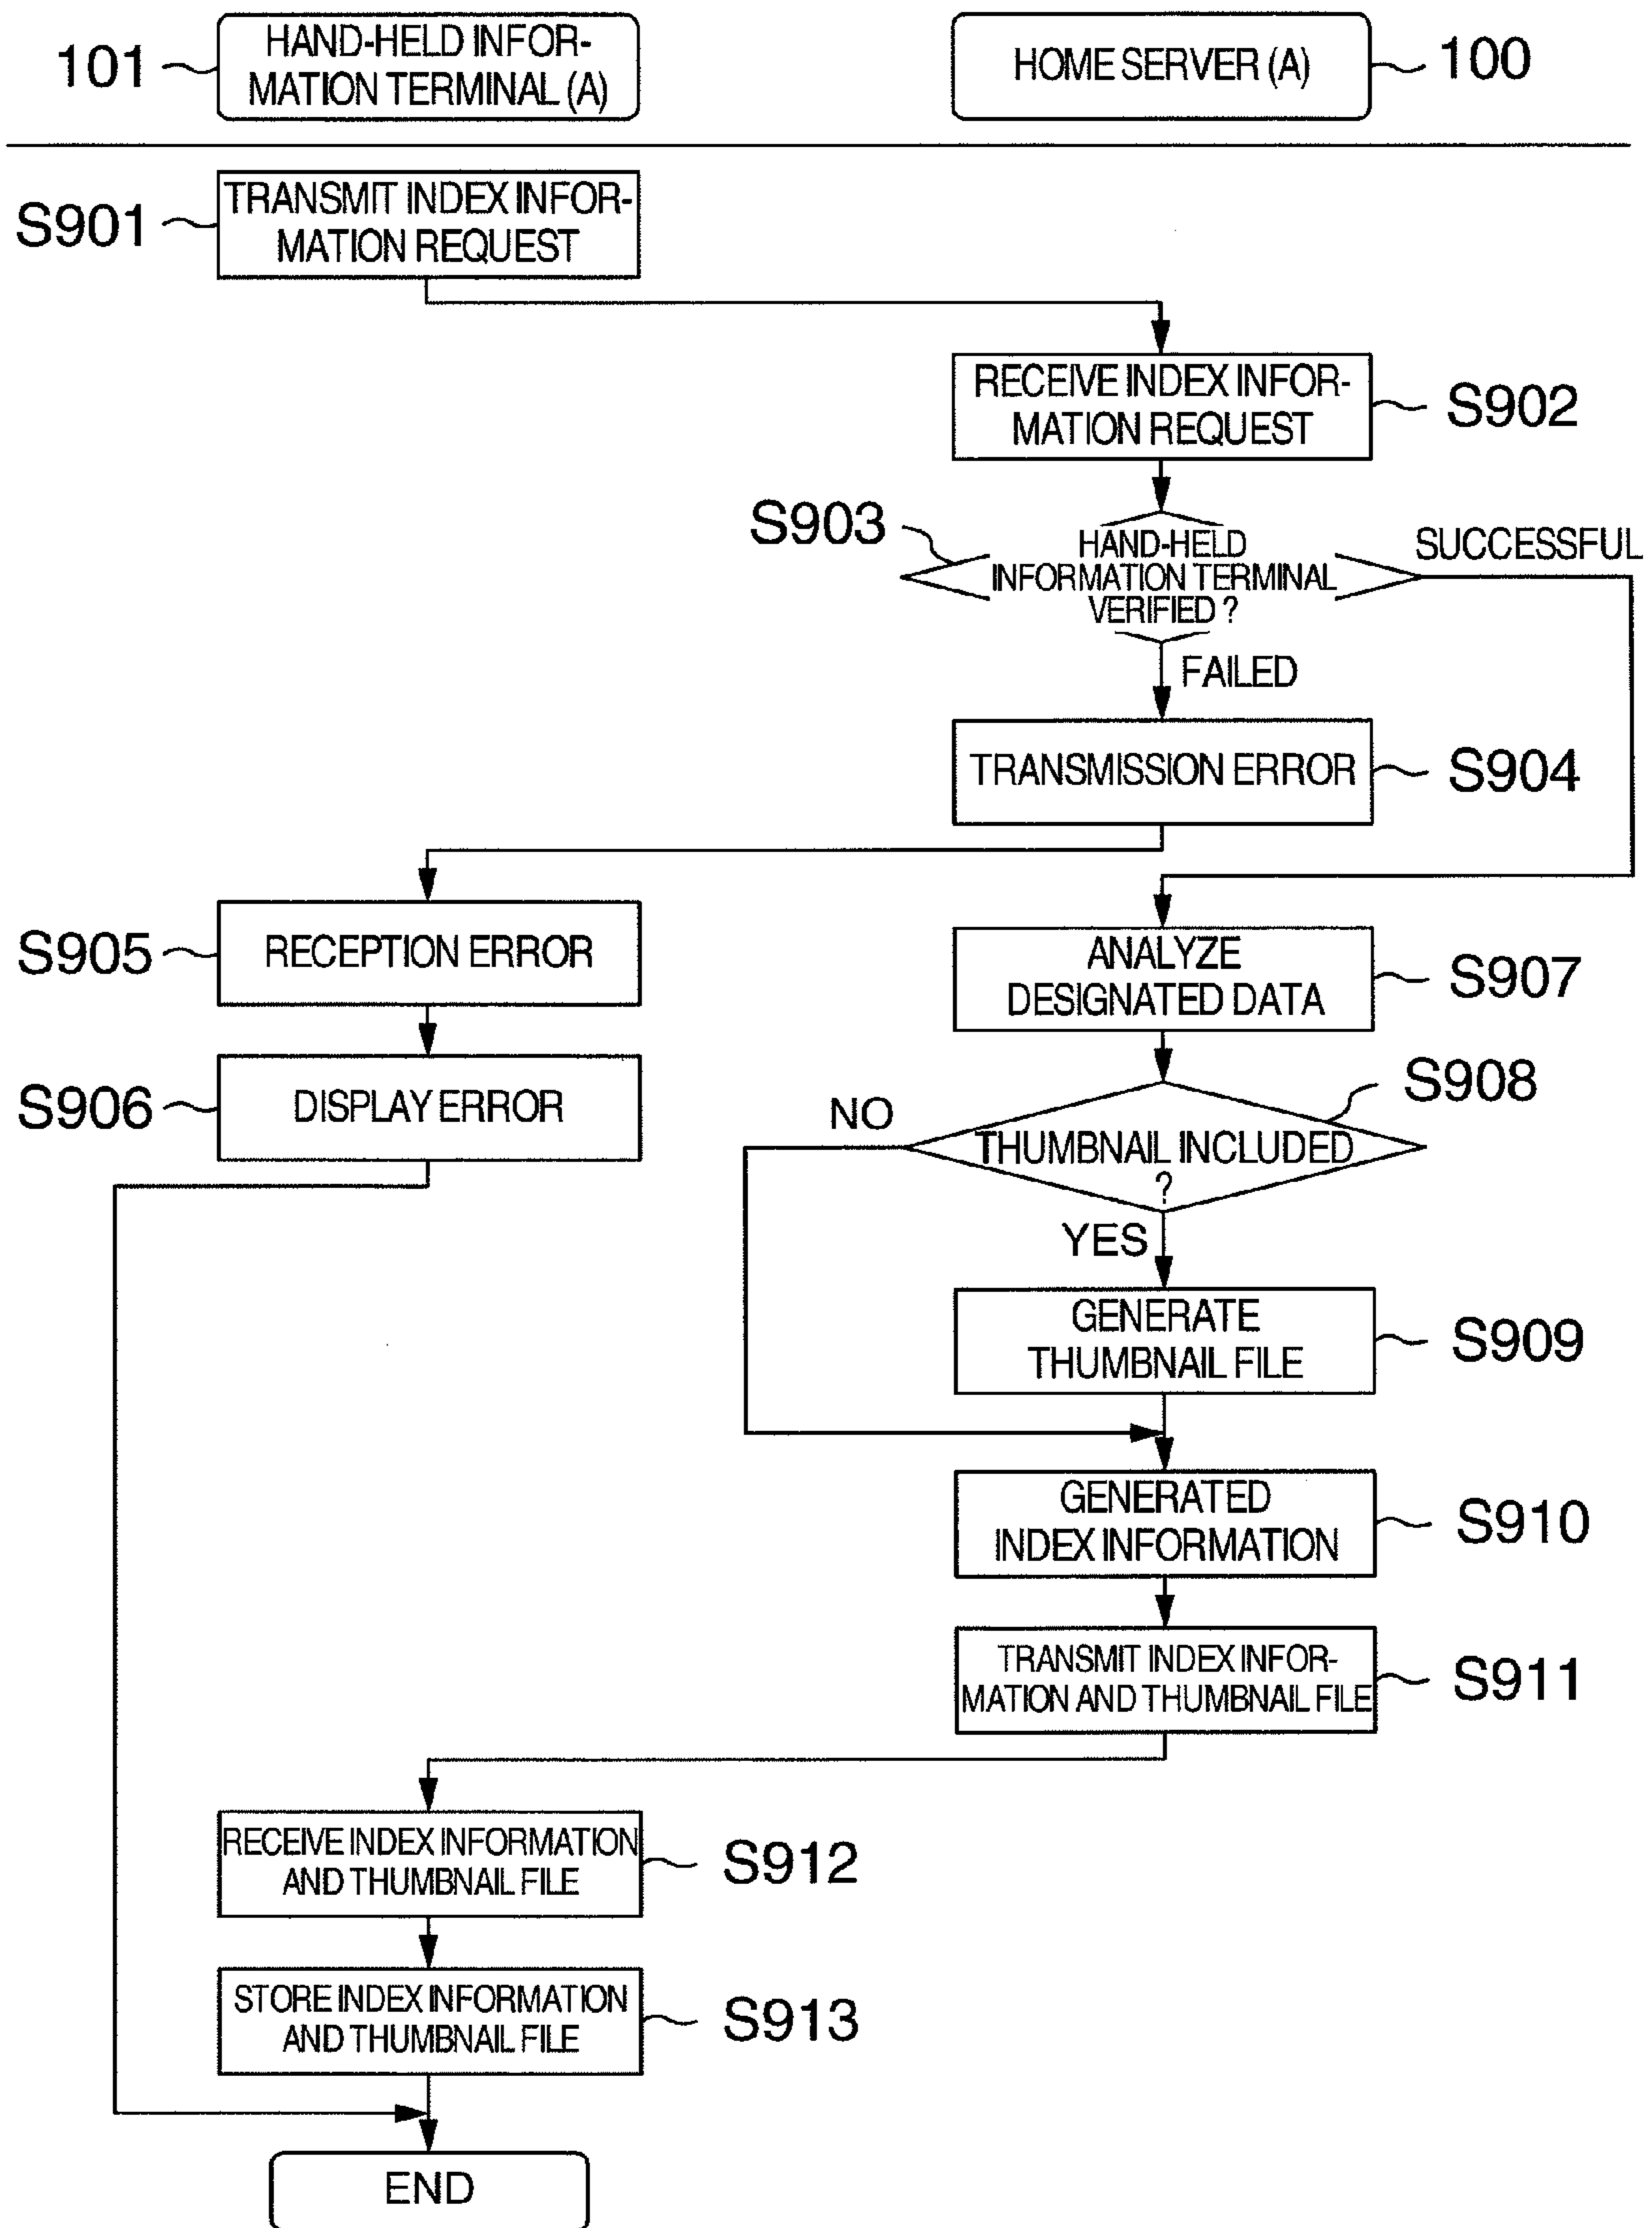 101
HAND-HELD INFOR-
MATION TERMINAL (A)
HOME SERVER (A)
100
S901
TRANSMIT INDEX INFOR-
MATION REQUEST
RECEIVE INDEX INFOR-
MATION REQUEST
S902
S903
HAND-HELD
INFORMATION TERMINAL
VERIFIED ?
SUCCESSFUL
FAILED
TRANSMISSION ERROR
S904
S905
RECEPTION ERROR
ANALYZE
DESIGNATED DATA
S907
S906
DISPLAY ERROR
S908
NO
THUMBNAIL INCLUDED
?
YES
GENERATE
THUMBNAIL FILE
S909
GENERATED
INDEX INFORMATION
S910
TRANSMIT INDEX INFOR-
MATION AND THUMBNAIL FILE
S911
RECEIVE INDEX INFORMATION
AND THUMBNAIL FILE
S912
STORE INDEX INFORMATION
AND THUMBNAIL FILE
S913
END